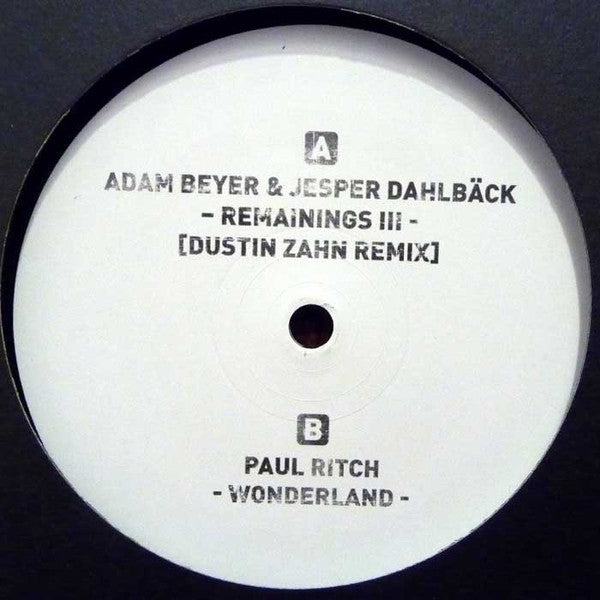 A
ADAM BEYER & JESPER DAHLBÄCK
– REMAININGS III -
[DUSTIN ZAHN REMIX]
B
PAUL RITCH
- WONDERLAND -